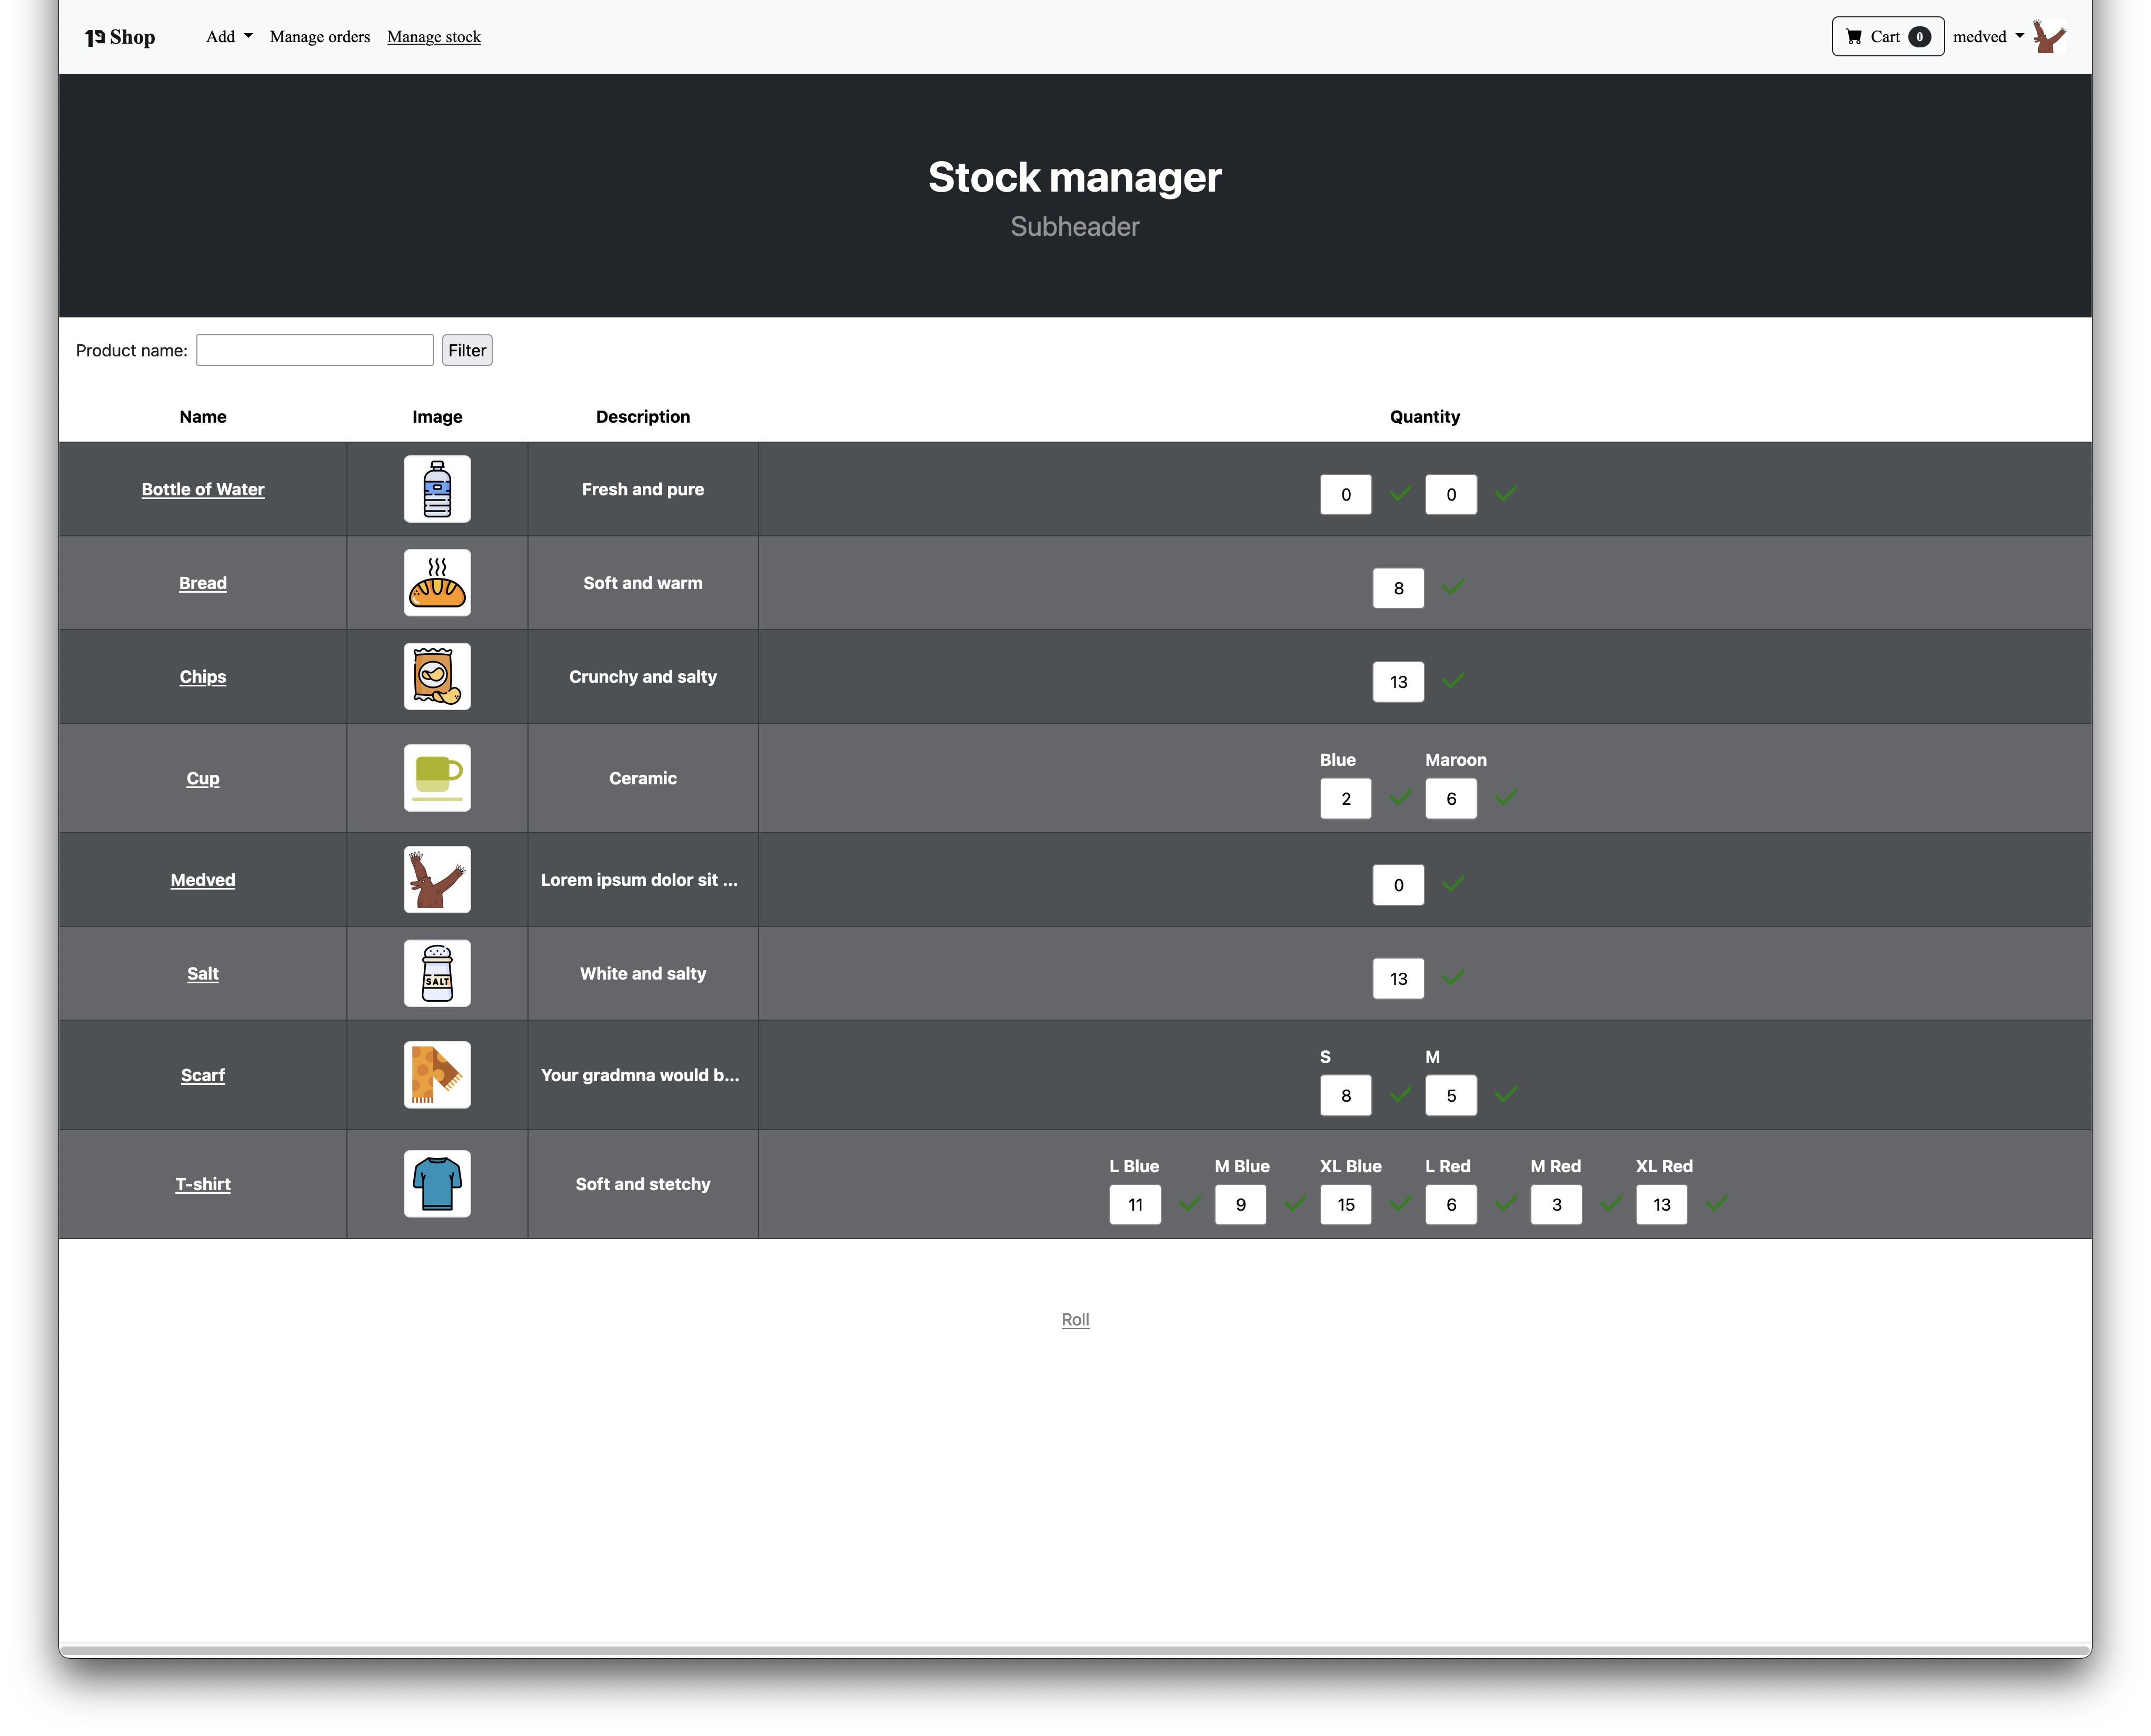 19 Shop Add Manage orders Manage stock Cart 0 medved
Stock manager
Subheader
Product name: Filter
Name Image Description Quantity
Bottle of Water Fresh and pure 0 0
Bread Soft and warm 8
Chips Crunchy and salty 13
Blue Maroon
Cup Ceramic 2 6
Medved Lorem ipsum dolor sit ... 0
Salt SALT White and salty 13
S M
Scarf Your gradmna would b... 8 5
L Blue M Blue XL Blue L Red M Red XL Red
T-shirt Soft and stetchy 11 9 15 6 3 13
Roll